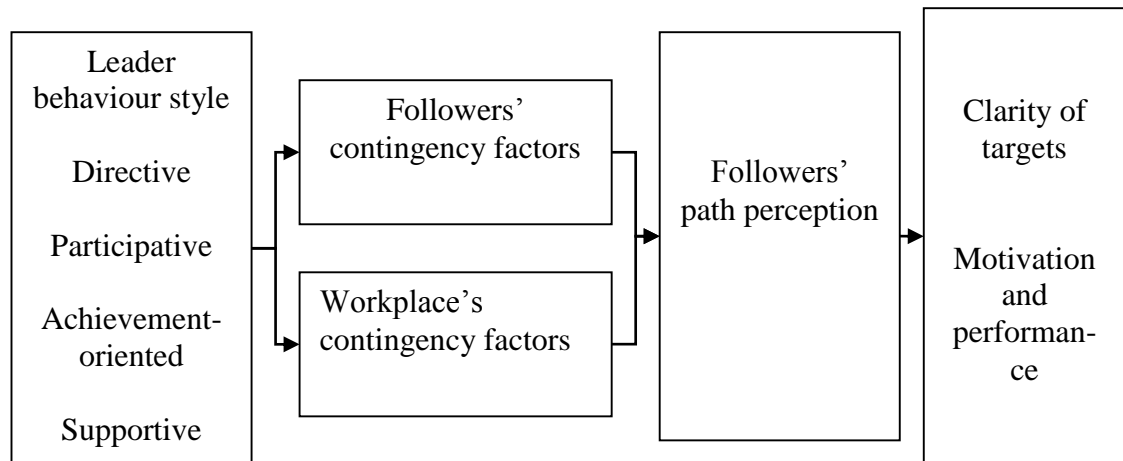 Leader
behaviour style
Directive
Participative
Achievement-
oriented
Supportive
Followers'
contingency factors
Workplace's
contingency factors
Followers'
path perception
Clarity of
targets
Motivation
and
performan-
ce